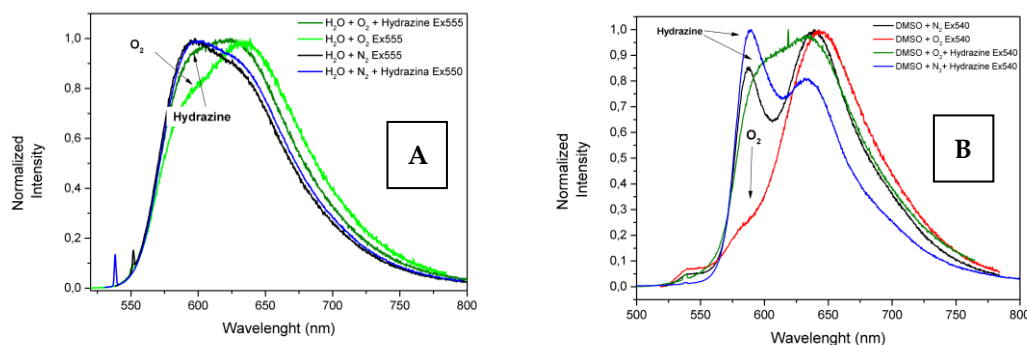 H2O + O2 + Hydrazine Ex555
H2O + O2 Ex555
H2O + N2 Ex555
H2O + N2 + Hydrazina Ex550
O2
Hydrazine
A
1,0
0,8
0,6
0,4
0,2
0,0
Normalized
Intensity
550 600 650 700 750 800
Wavelenght (nm)
DMSO + N2 Ex540
DMSO + O2 Ex540
DMSO + O2+ Hydrazine Ex540
DMSO + N2+ Hydrazine Ex540
Hydrazine
O2
B
1,0
0,9
0,8
0,7
0,6
0,5
0,4
0,3
0,2
0,1
0,0
Normalized
Intensity
500 550 600 650 700 750 800
Wavelenght (nm)